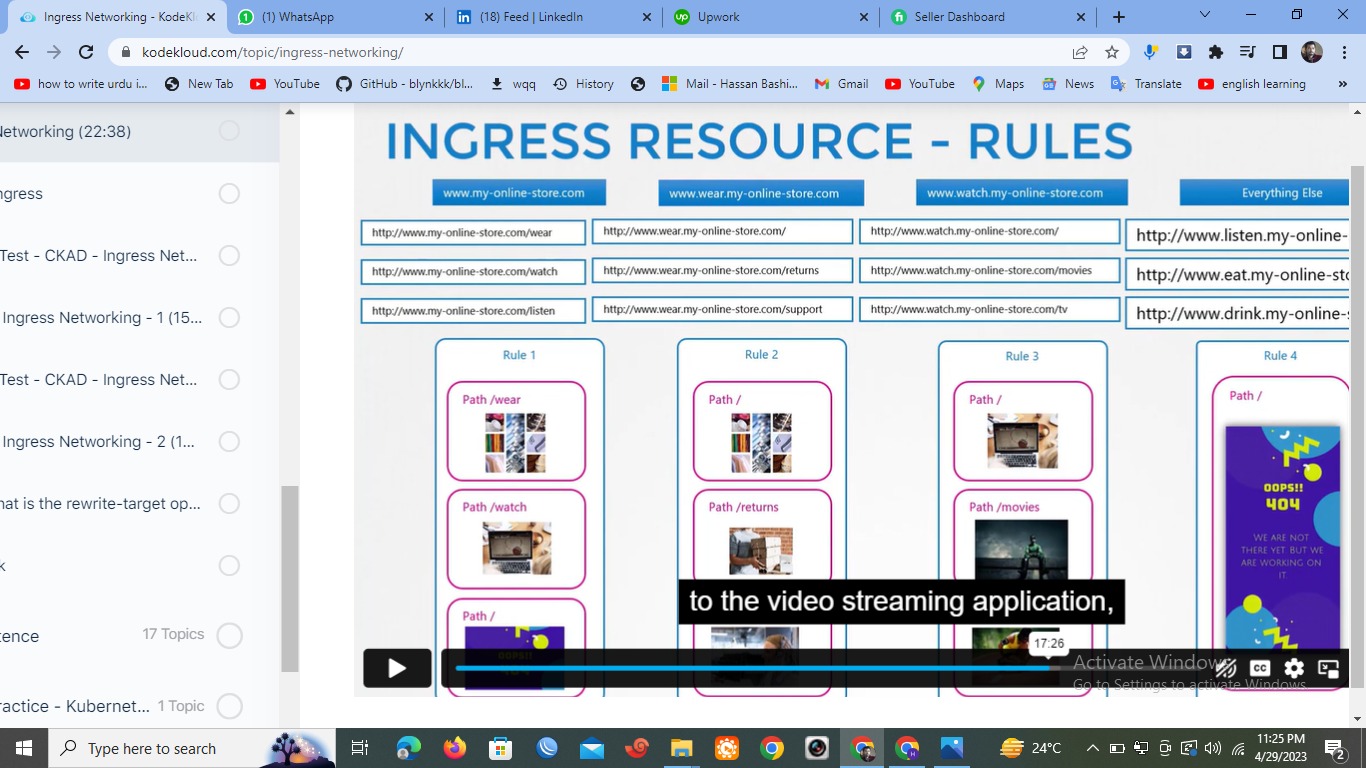 Ingress Networking - KodeKl
(1) WhatsApp
(18) Feed | LinkedIn
Upwork
Seller Dashboard
kodekloud.com/topic/ingress-networking/
how to write urdu i...
New Tab
YouTube
GitHub - blynkkk/bl...
wqq
History
Mail - Hassan Bashi...
Gmail
YouTube
Maps
News
Translate
english learning
»
Networking (22:38)
ngress
Test - CKAD - Ingress Net...
Ingress Networking - 1 (15...
Test - CKAD - Ingress Net...
Ingress Networking - 2 (1...
hat is the rewrite-target op...
k
tence 17 Topics
ractice - Kubernet... 1 Topic
INGRESS RESOURCE - RULES
www.my-online-store.com
www.wear.my-online-store.com
www.watch.my-online-store.com
Everything Else
http://www.my-online-store.com/wear
http://www.wear.my-online-store.com/
http://www.watch.my-online-store.com/
http://www.listen.my-online-
http://www.my-online-store.com/watch
http://www.wear.my-online-store.com/returns
http://www.watch.my-online-store.com/movies
http://www.eat.my-online-sto
http://www.my-online-store.com/listen
http://www.wear.my-online-store.com/support
http://www.watch.my-online-store.com/tv
http://www.drink.my-online-s
Rule 1
Path /wear
Path /watch
Path /
Rule 2
Path /
Path /returns
Rule 3
Path /
Path /movies
Rule 4
Path /
OOPS!!
404
WE ARE NOT
THERE YET BUT WE
ARE WORKING ON
IT.
to the video streaming application,
17:26
CC
Activate Windows
Go to Settings to activate Windows.
Type here to search
24°C
11:25 PM
4/29/2023
2